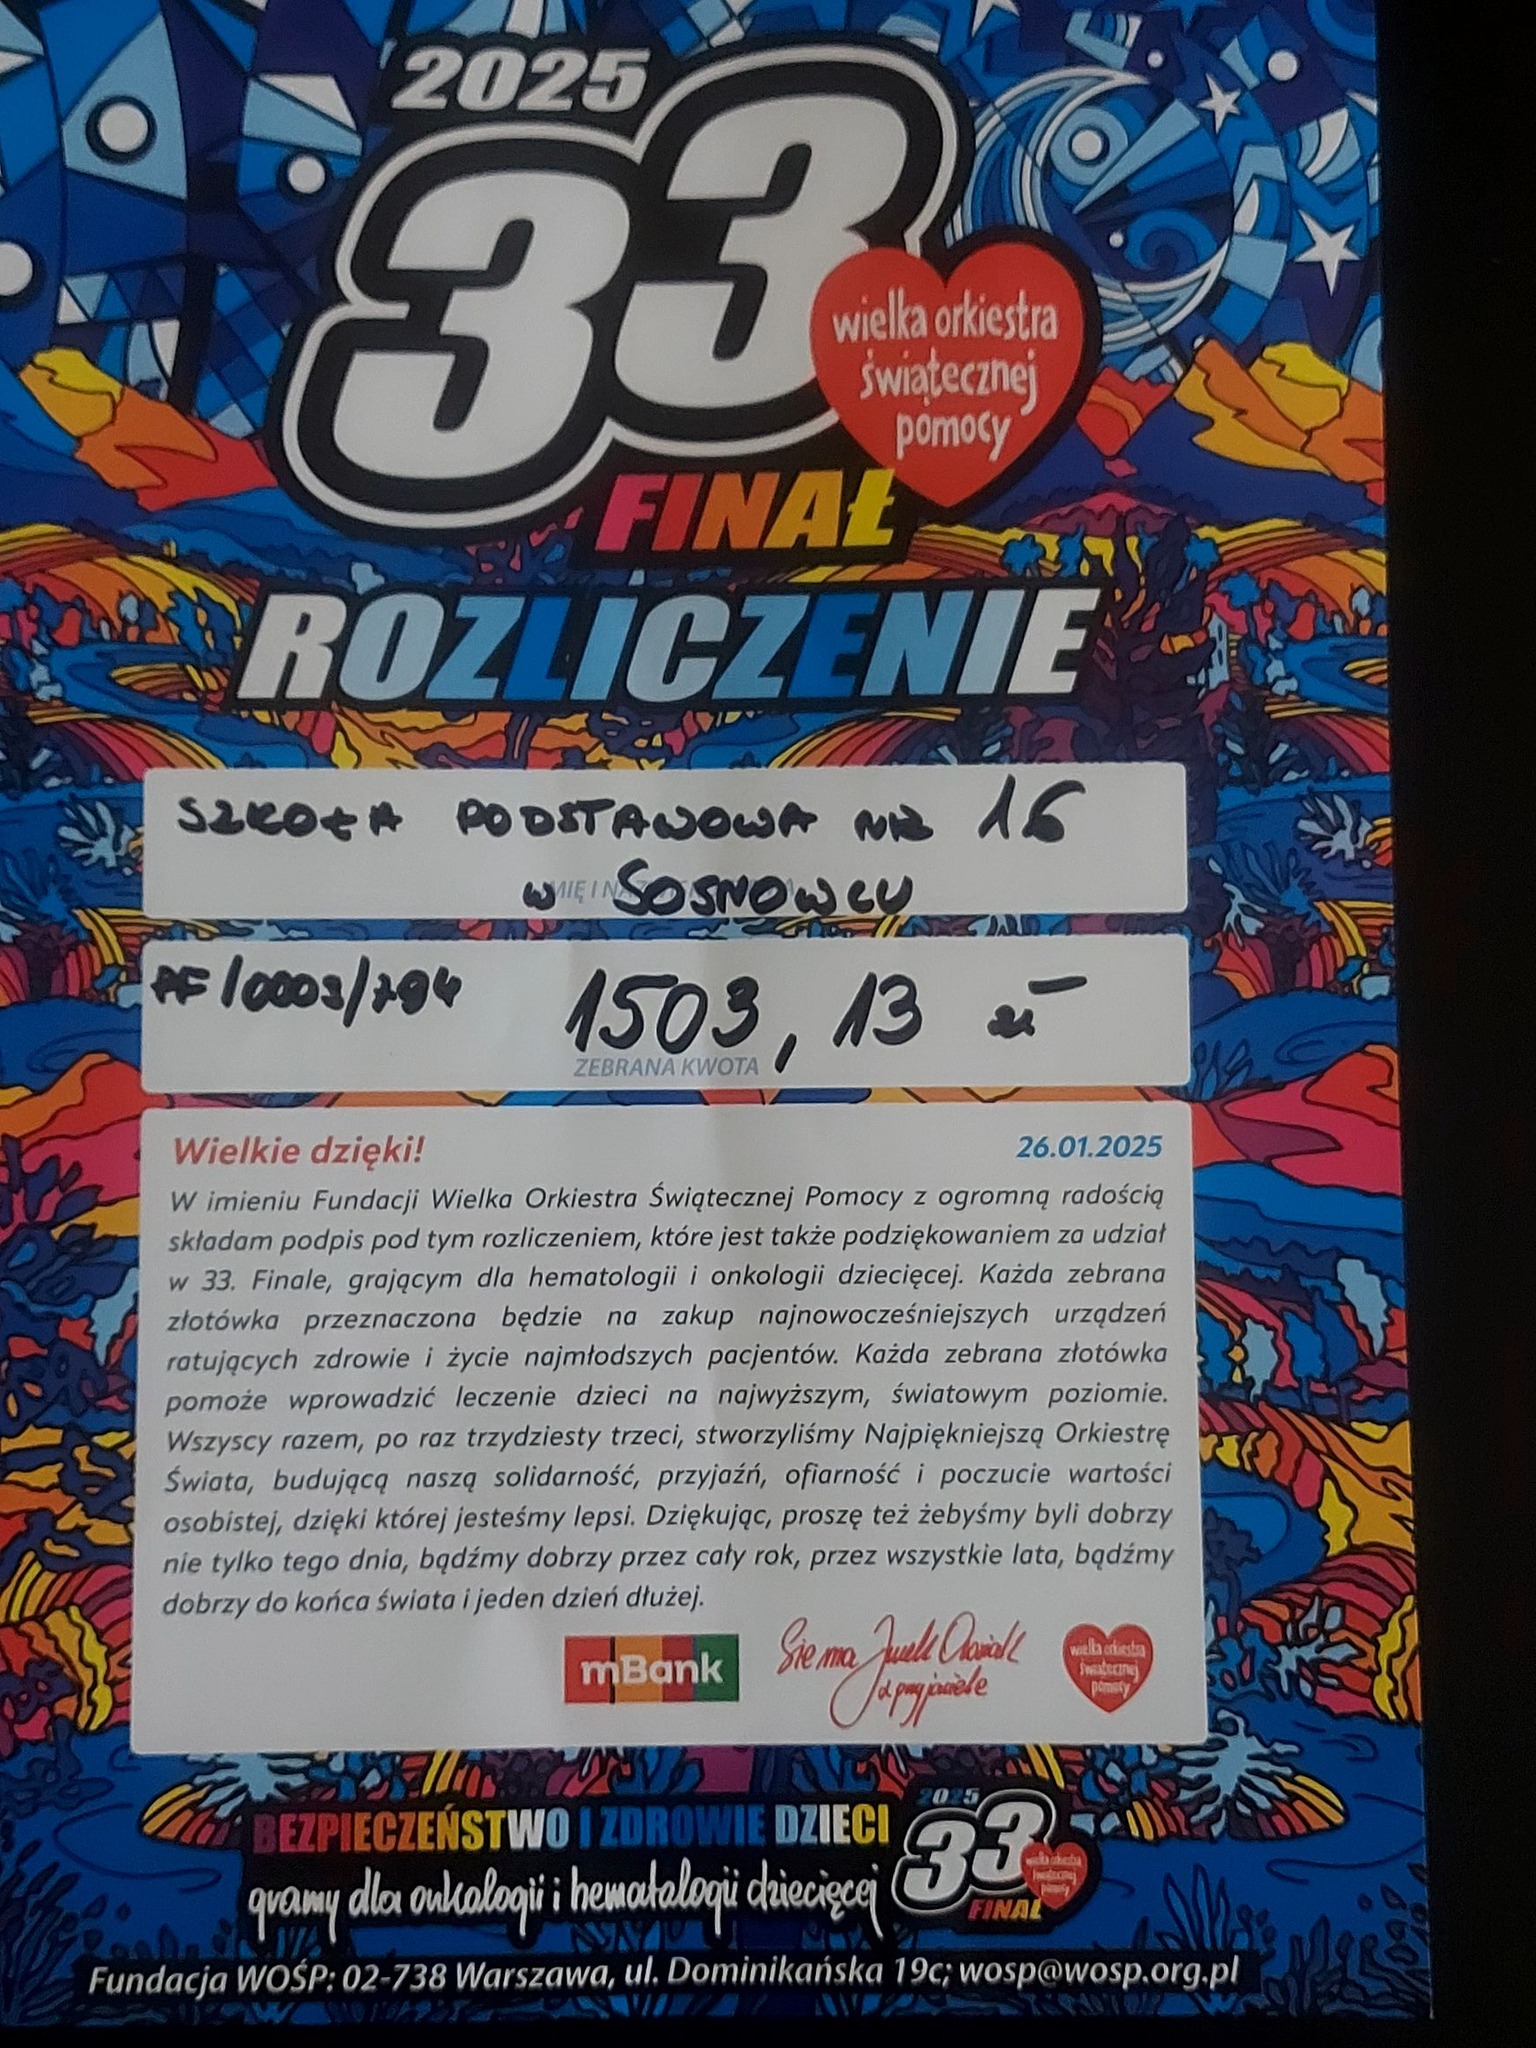 2025
33
wielka orkiestra
świątecznej
pomocy
FINAŁ
ROZLICZENIE
SZKOŁA PODSTAWOWA NR 16
w SOSNOWCU
1503,13 zł
ZEBRANA KWOTA
Wielkie dzięki!
26.01.2025
W imieniu Fundacji Wielka Orkiestra Świątecznej Pomocy z ogromną radością
składam podpis pod tym rozliczeniem, które jest także podziękowaniem za udział
w 33. Finale, grającym dla hematologii i onkologii dziecięcej. Każda zebrana
złotówka przeznaczona będzie na zakup najnowocześniejszych urządzeń
ratujących zdrowie i życie najmłodszych pacjentów. Każda zebrana złotówka
pomoże wprowadzić leczenie dzieci na najwyższym, światowym poziomie.
Wszyscy razem, po raz trzydziesty trzeci, stworzyliśmy Najpiękniejszą Orkiestrę
Świata, budującą naszą solidarność, przyjaźń, ofiarność i poczucie wartości
osobistej, dzięki której jesteśmy lepsi. Dziękując, proszę też żebyśmy byli dobrzy
nie tylko tego dnia, bądźmy dobrzy przez cały rok, przez wszystkie lata, bądźmy
dobrzy do końca świata i jeden dzień dłużej.
mBank
Siema Jurek Owsiak
z przyjaciele
wielka orkiestra
świątecznej
pomocy
BEZPIECZEŃSTWO I ZDROWIE DZIECI
gramy dla onkologii i hematologii dziecięcej
2025
33
wielka orkiestra
świątecznej
pomocy
FINAŁ
Fundacja WOŚP: 02-738 Warszawa, ul. Dominikańska 19c; wosp@wosp.org.pl